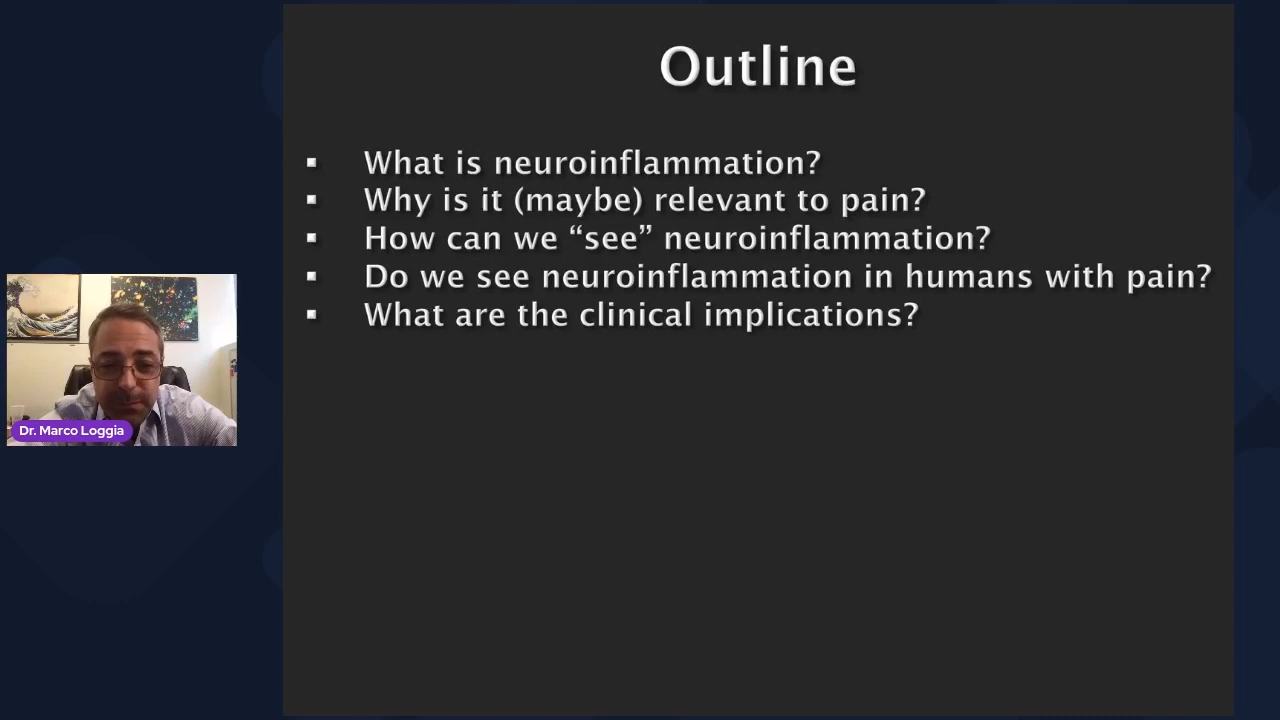 Outline
▪ What is neuroinflammation?
▪ Why is it (maybe) relevant to pain?
▪ How can we “see” neuroinflammation?
▪ Do we see neuroinflammation in humans with pain?
▪ What are the clinical implications?
Dr. Marco Loggia